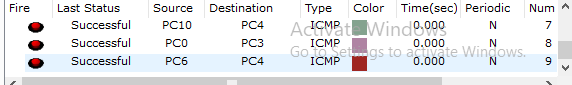 Fire Last Status Source Destination Type Color Time(sec) Periodic Num
Successful PC10 PC4 ICMP 0.000 N 7
Successful PC0 PC3 ICMP 0.000 N 8
Successful PC6 PC4 ICMP 0.000 N 9
Activate Windows
Go to Settings to activate Windows.